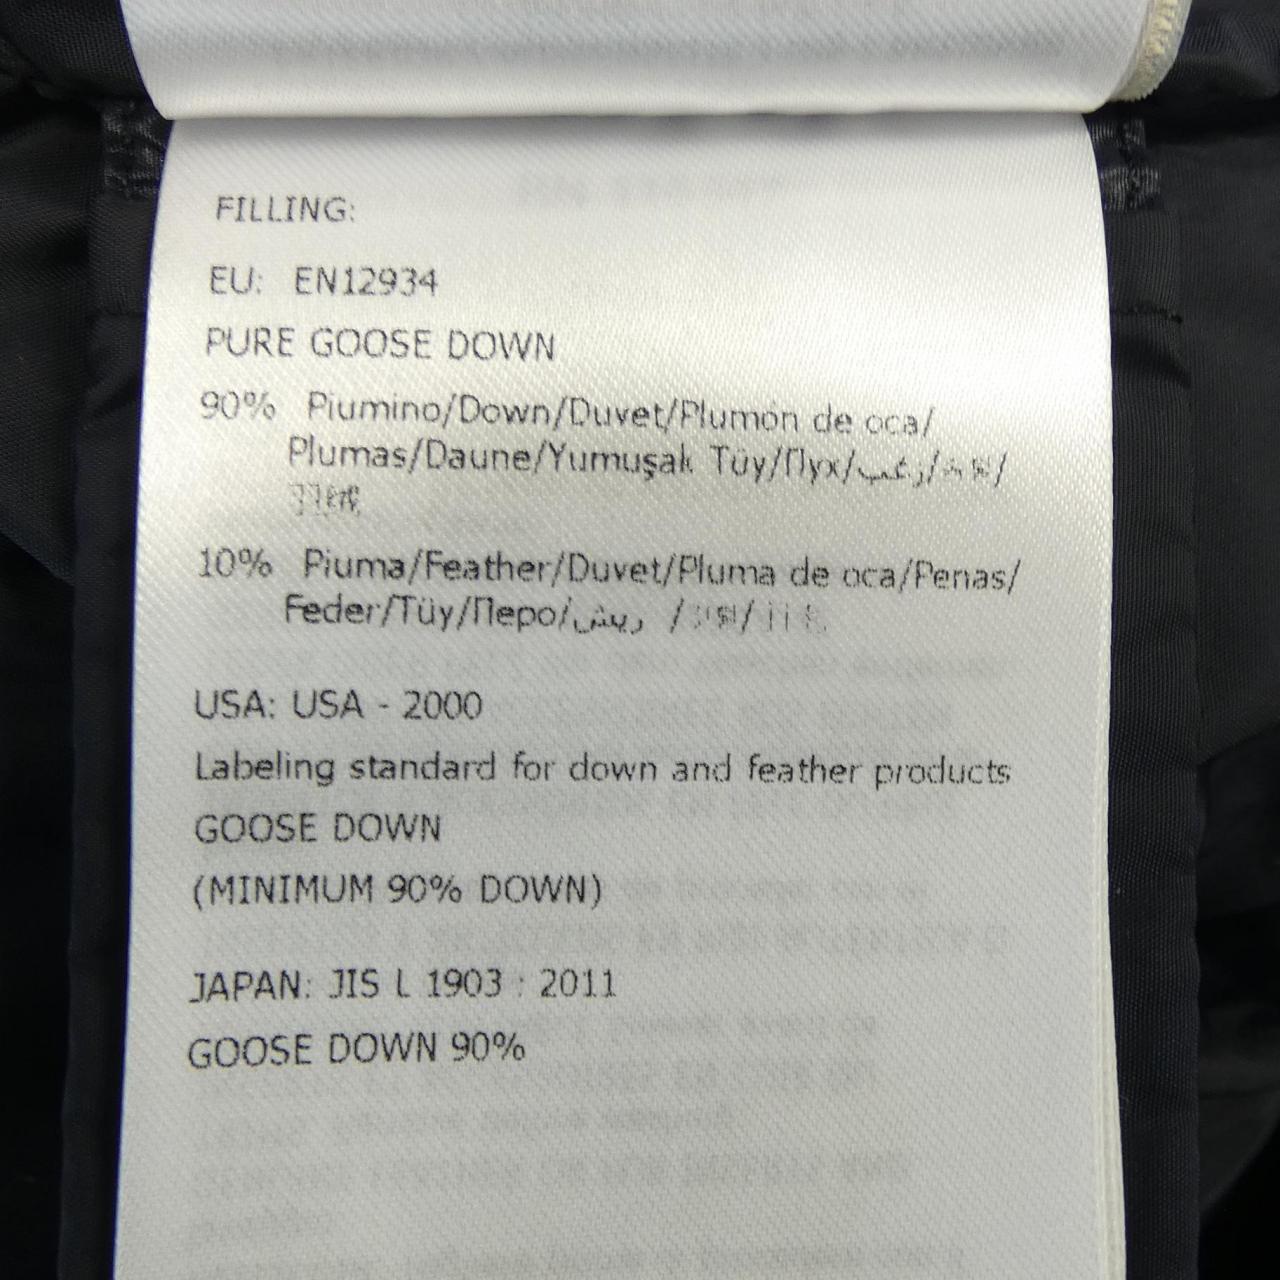 FILLING:
EU: EN12934
PURE GOOSE DOWN
90% Piumino/Down/Duvet/Plumón de oca/
Plumas/Daune/Yumuşak Tüy/Пух/زغب/
10% Piuma/Feather/Duvet/Pluma de oca/Penas/
Feder/Tüy/Перо/ريش /
USA: USA - 2000
Labeling standard for down and feather products
GOOSE DOWN
(MINIMUM 90% DOWN)
JAPAN: JIS L 1903 : 2011
GOOSE DOWN 90%